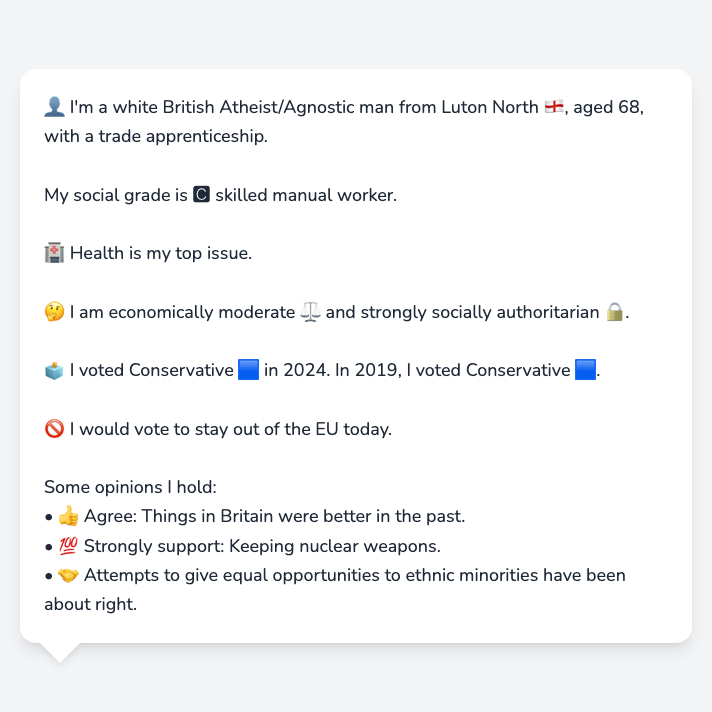 👤 I'm a white British Atheist/Agnostic man from Luton North 🏴󠁧󠁢󠁥󠁮󠁧󠁿, aged 68,
with a trade apprenticeship.
My social grade is 🅲 skilled manual worker.
🏥 Health is my top issue.
🤔 I am economically moderate ⚖️ and strongly socially authoritarian 🔒.
🗳️ I voted Conservative 🟦 in 2024. In 2019, I voted Conservative 🟦.
🚫 I would vote to stay out of the EU today.
Some opinions I hold:
• 👍 Agree: Things in Britain were better in the past.
• 💯 Strongly support: Keeping nuclear weapons.
• 🤝 Attempts to give equal opportunities to ethnic minorities have been
about right.